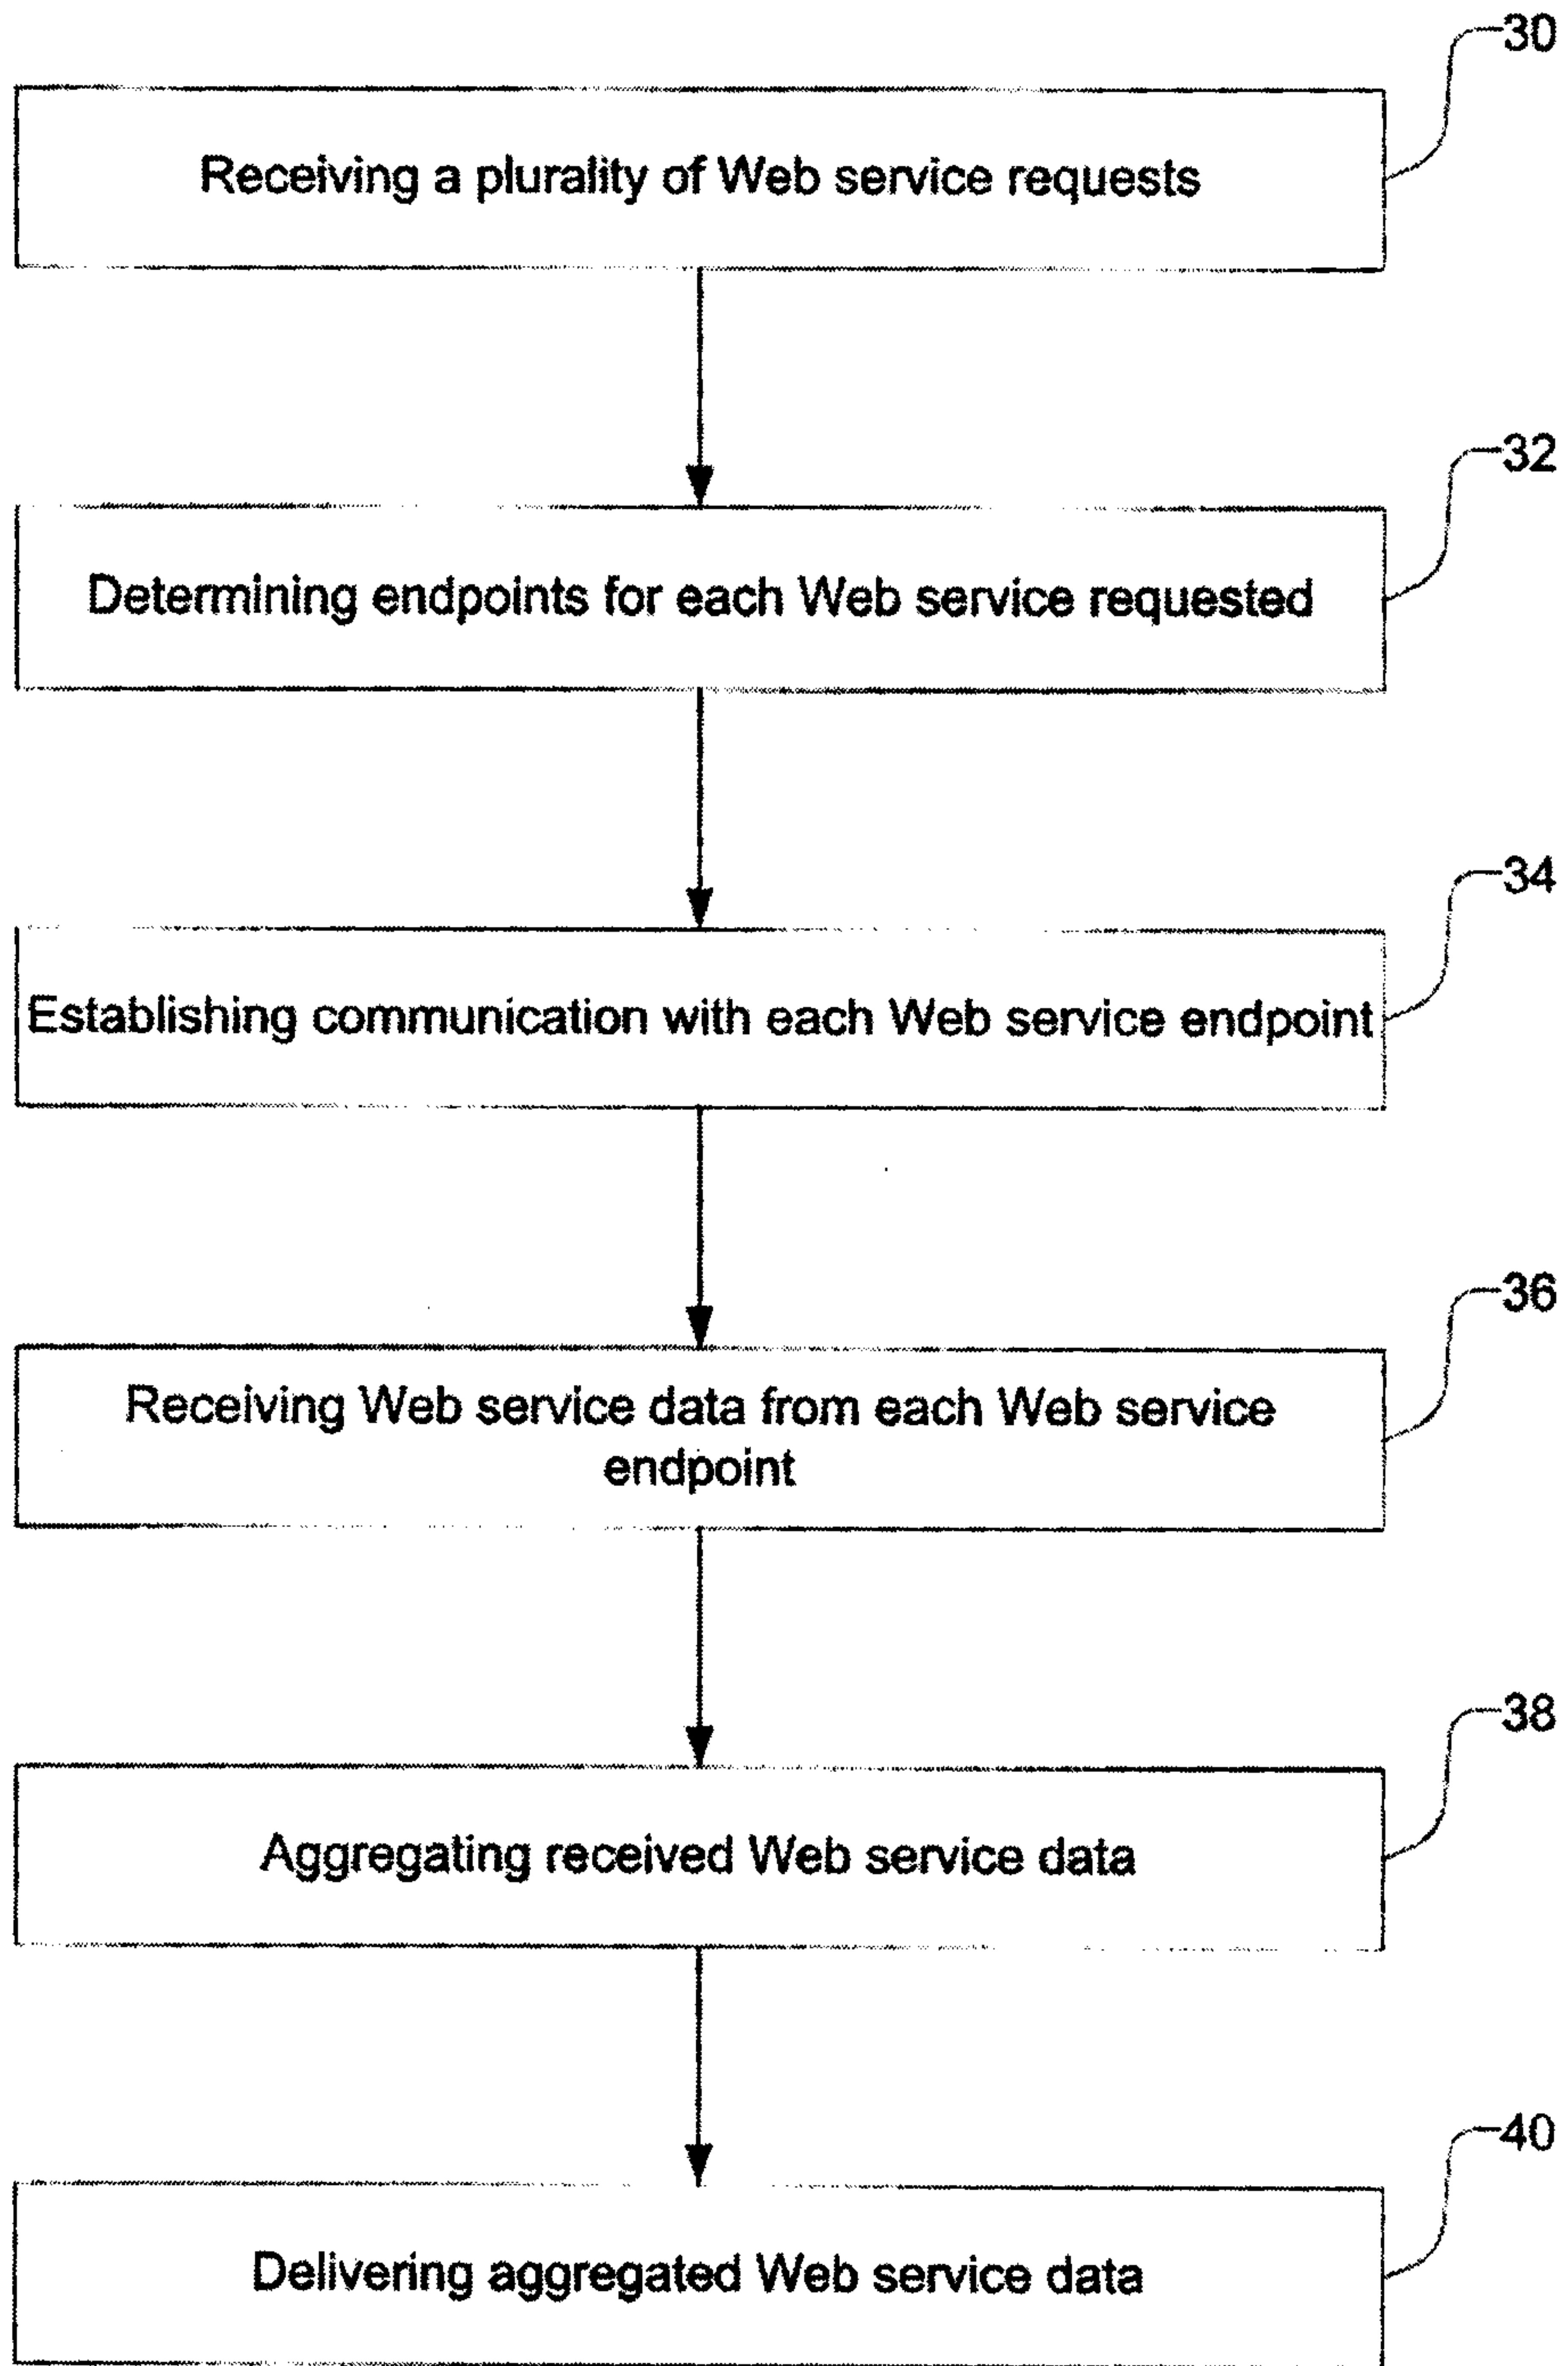 30
Receiving a plurality of Web service requests
32
Determining endpoints for each Web service requested
34
Establishing communication with each Web service endpoint
36
Receiving Web service data from each Web service
endpoint
38
Aggregating received Web service data
40
Delivering aggregated Web service data